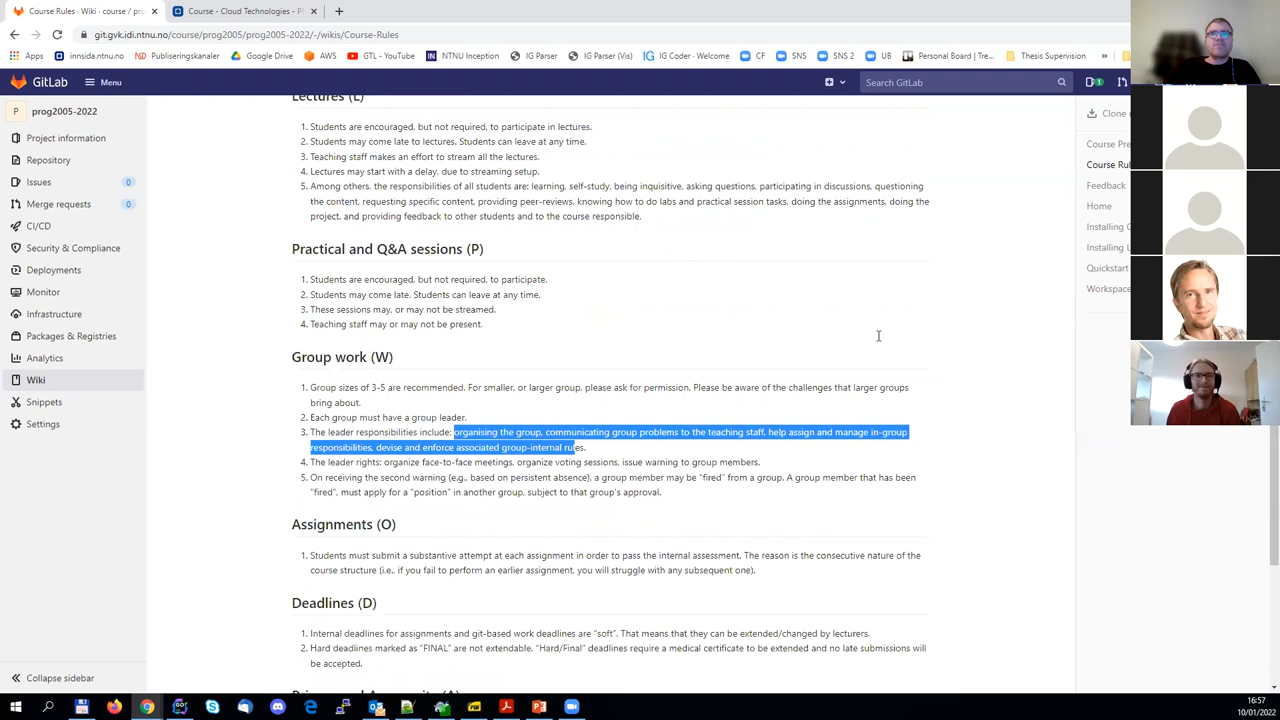 Course Rules · Wiki · course / pr
Course - Cloud Technologies - P
git.gvk.idi.ntnu.no/course/prog2005/prog2005-2022/-/wikis/Course-Rules
Apps
innsida.ntnu.no
Publiseringskanaler
Google Drive
AWS
GTL - YouTube
NTNU Inception
IG Parser
IG Parser (Vis)
IG Coder · Welcome
CF
SNS
SNS 2
UB
Personal Board | Tre...
Thesis Supervision
GitLab
Menu
Search GitLab
1
P prog2005-2022
Project information
Repository
Issues 0
Merge requests 0
CI/CD
Security & Compliance
Deployments
Monitor
Infrastructure
Packages & Registries
Analytics
Wiki
Snippets
Settings
Collapse sidebar
Lectures (L)
1. Students are encouraged, but not required, to participate in lectures.
2. Students may come late to lectures. Students can leave at any time.
3. Teaching staff makes an effort to stream all the lectures.
4. Lectures may start with a delay, due to streaming setup.
5. Among others, the responsibilities of all students are: learning, self-study, being inquisitive, asking questions, participating in discussions, questioning
the content, requesting specific content, providing peer-reviews, knowing how to do labs and practical session tasks, doing the assignments, doing the
project, and providing feedback to other students and to the course responsible.
Practical and Q&A sessions (P)
1. Students are encouraged, but not required, to participate.
2. Students may come late. Students can leave at any time.
3. These sessions may, or may not be streamed.
4. Teaching staff may or may not be present.
Group work (W)
1. Group sizes of 3-5 are recommended. For smaller, or larger group, please ask for permission. Please be aware of the challenges that larger groups
bring about.
2. Each group must have a group leader.
3. The leader responsibilities include: organising the group, communicating group problems to the teaching staff, help assign and manage in-group
responsibilities, devise and enforce associated group-internal rules.
4. The leader rights: organize face-to-face meetings, organize voting sessions, issue warning to group members.
5. On receiving the second warning (e.g., based on persistent absence), a group member may be "fired" from a group. A group member that has been
"fired", must apply for a "position" in another group, subject to that group's approval.
Assignments (O)
1. Students must submit a substantive attempt at each assignment in order to pass the internal assessment. The reason is the consecutive nature of the
course structure (i.e., if you fail to perform an earlier assignment, you will struggle with any subsequent one).
Deadlines (D)
1. Internal deadlines for assignments and git-based work deadlines are "soft". That means that they can be extended/changed by lecturers.
2. Hard deadlines marked as "FINAL" are not extendable. "Hard/Final" deadlines require a medical certificate to be extended and no late submissions will
be accepted.
Clone
Course Pre
Course Rul
Feedback
Home
Installing
Installing L
Quickstart
Workspace
16:57
10/01/2022